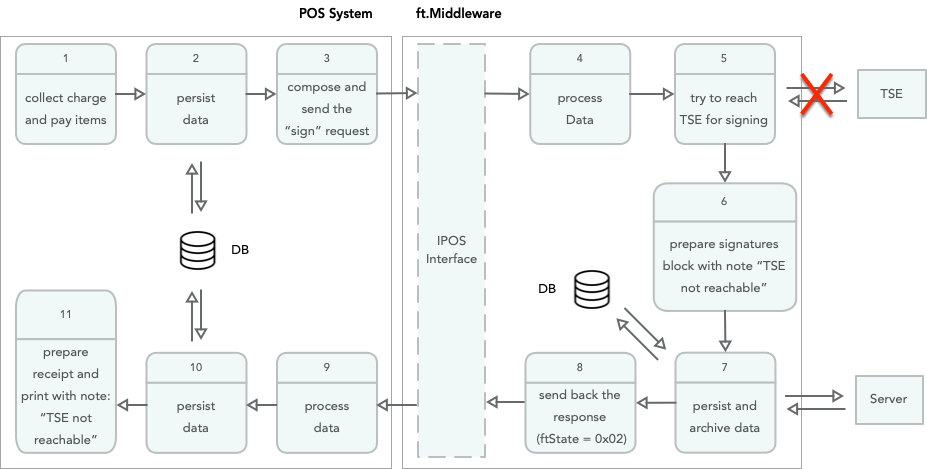 POS System
ft.Middleware
1
collect charge
and pay items
2
persist
data
3
compose and
send the
“sign” request
4
process
Data
5
try to reach
TSE for signing
TSE
6
prepare signatures
block with note “TSE
not reachable”
IPOS
Interface
DB
DB
7
persist and
archive data
Server
8
send back the
response
(ftState = 0x02)
9
process
data
10
persist
data
11
prepare
receipt and
print with note:
“TSE not
reachable”